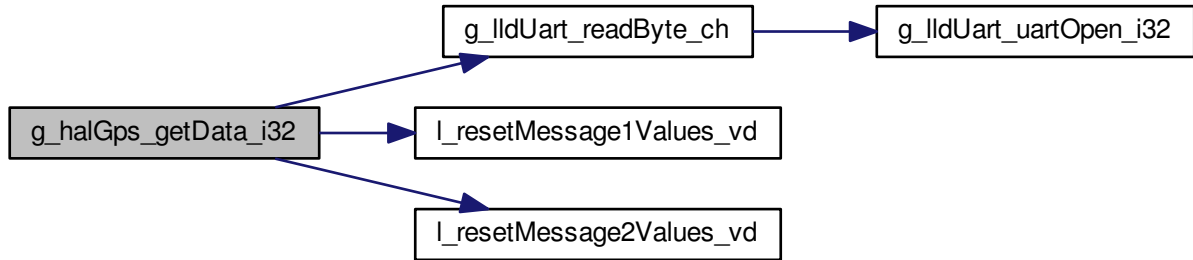 g_lldUart_readByte_ch
g_lldUart_uartOpen_i32
g_halGps_getData_i32
l_resetMessage1Values_vd
l_resetMessage2Values_vd